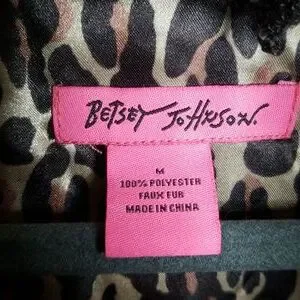 BETSEY JOHNSON.
M
100% POLYESTER
FAUX FUR
MADE IN CHINA